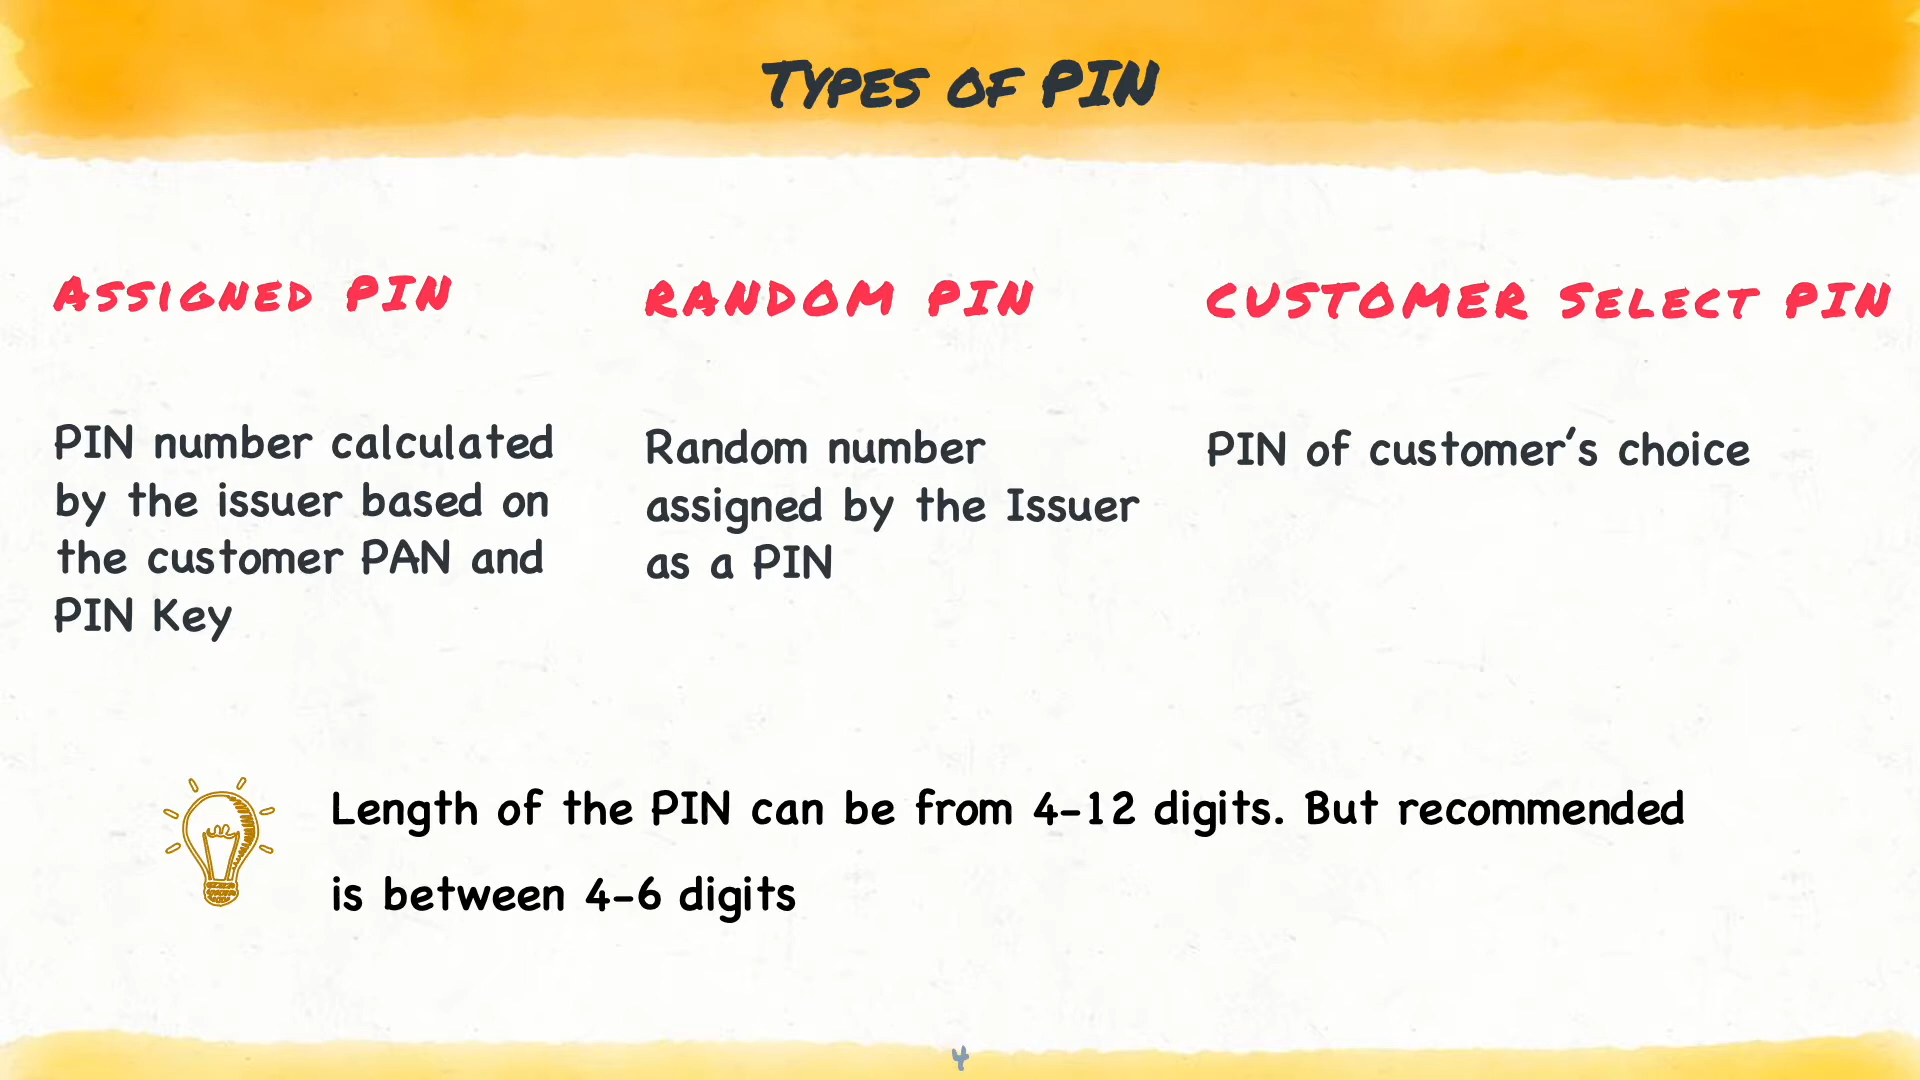 Types of PIN
Assigned PIN
PIN number calculated
by the issuer based on
the customer PAN and
PIN Key
RANDOM PIN
Random number
assigned by the Issuer
as a PIN
CUSTOMER Select PIN
PIN of customer's choice
Length of the PIN can be from 4-12 digits. But recommended
is between 4-6 digits
4